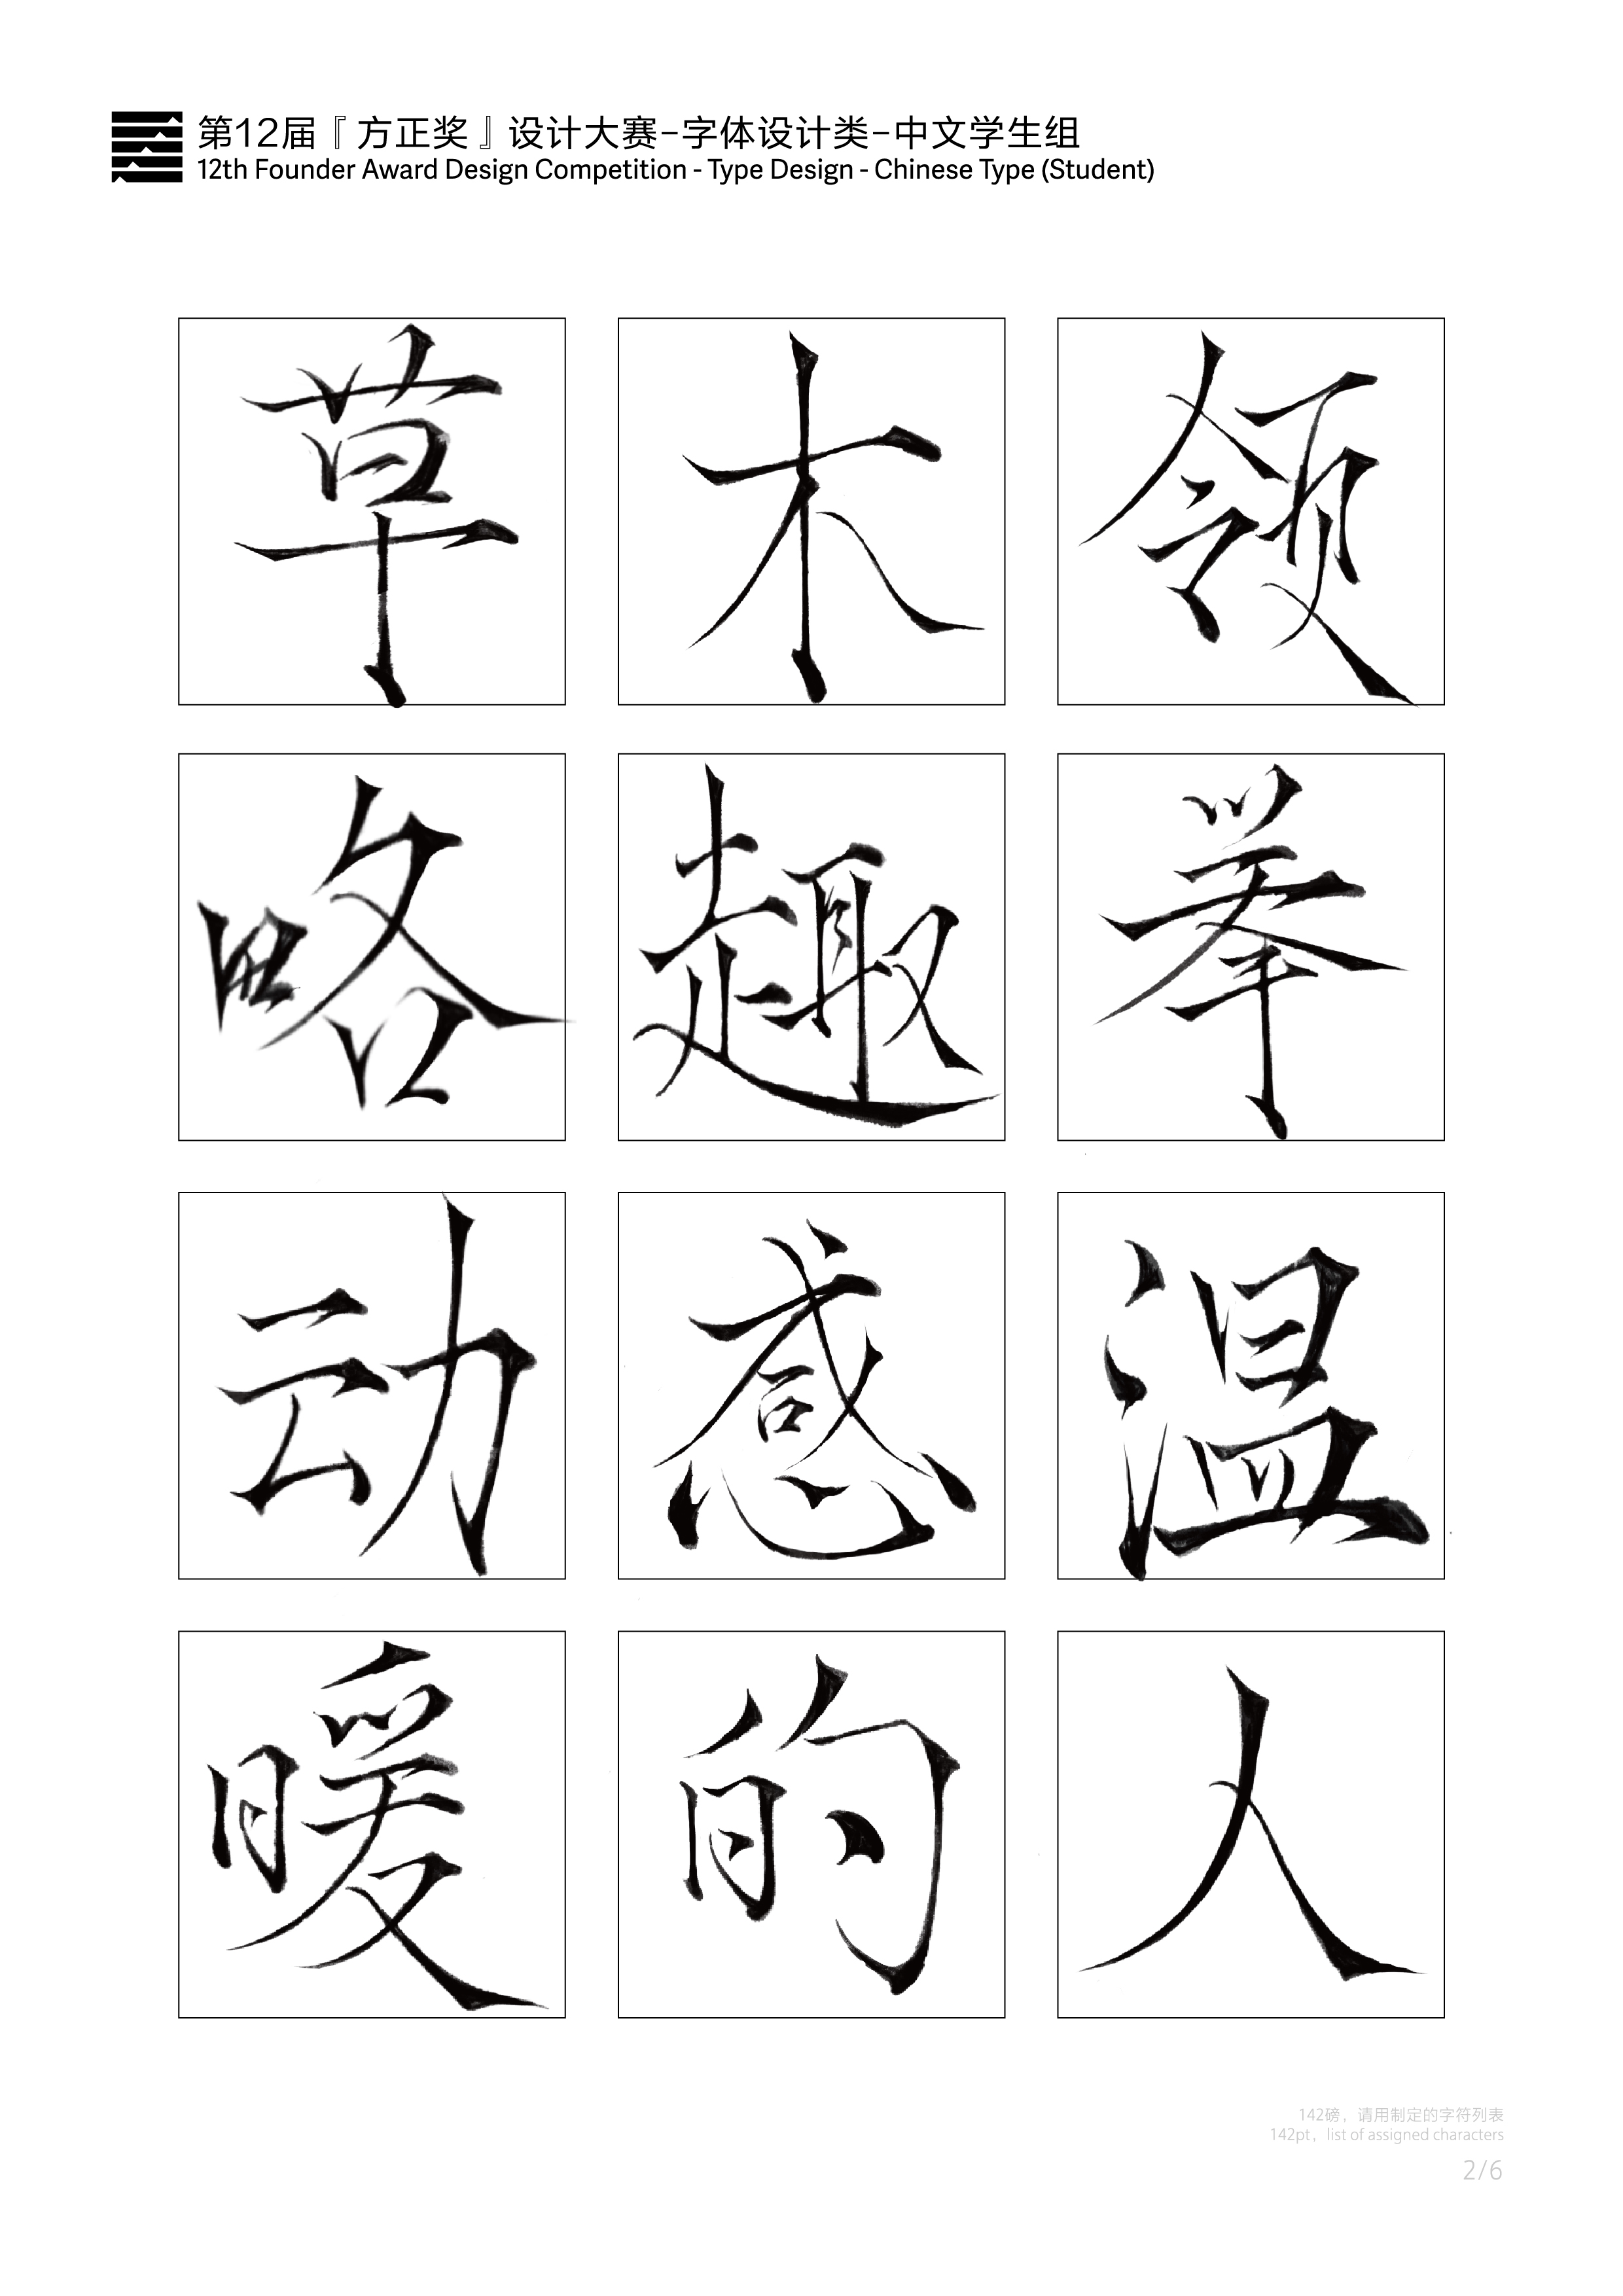 第12届『方正奖』设计大赛-字体设计类-中文学生组
12th Founder Award Design Competition - Type Design - Chinese Type (Student)
草木领
略趣举
动感温
暖的人
142磅，请用制定的字符列表
142pt，list of assigned characters
2/6